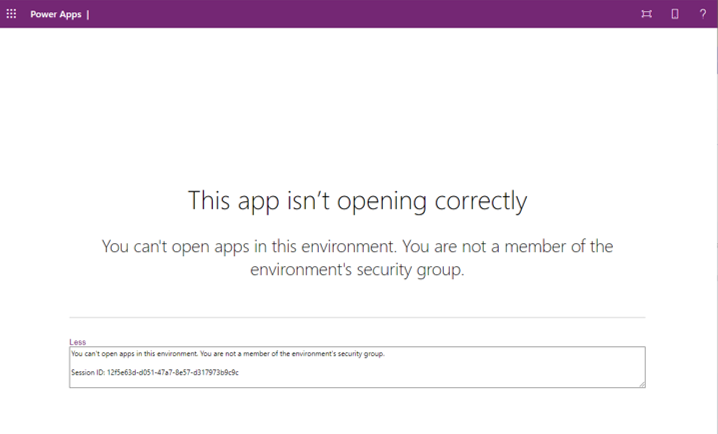 Power Apps |
?
This app isn’t opening correctly
You can't open apps in this environment. You are not a member of the
environment's security group.
Less
You can't open apps in this environment. You are not a member of the environment's security group.
Session ID: 12f5e63d-d051-47a7-8e57-d317973b9c9c